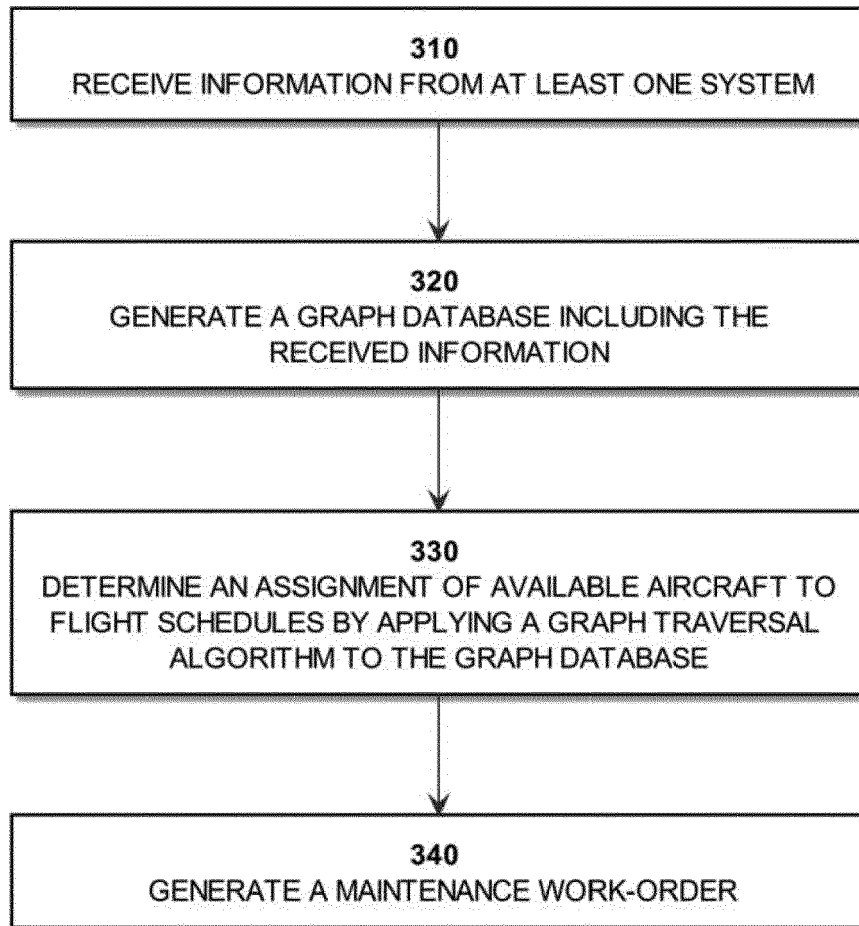 310
RECEIVE INFORMATION FROM AT LEAST ONE SYSTEM
320
GENERATE A GRAPH DATABASE INCLUDING THE
RECEIVED INFORMATION
330
DETERMINE AN ASSIGNMENT OF AVAILABLE AIRCRAFT TO
FLIGHT SCHEDULES BY APPLYING A GRAPH TRAVERSAL
ALGORITHM TO THE GRAPH DATABASE
340
GENERATE A MAINTENANCE WORK-ORDER